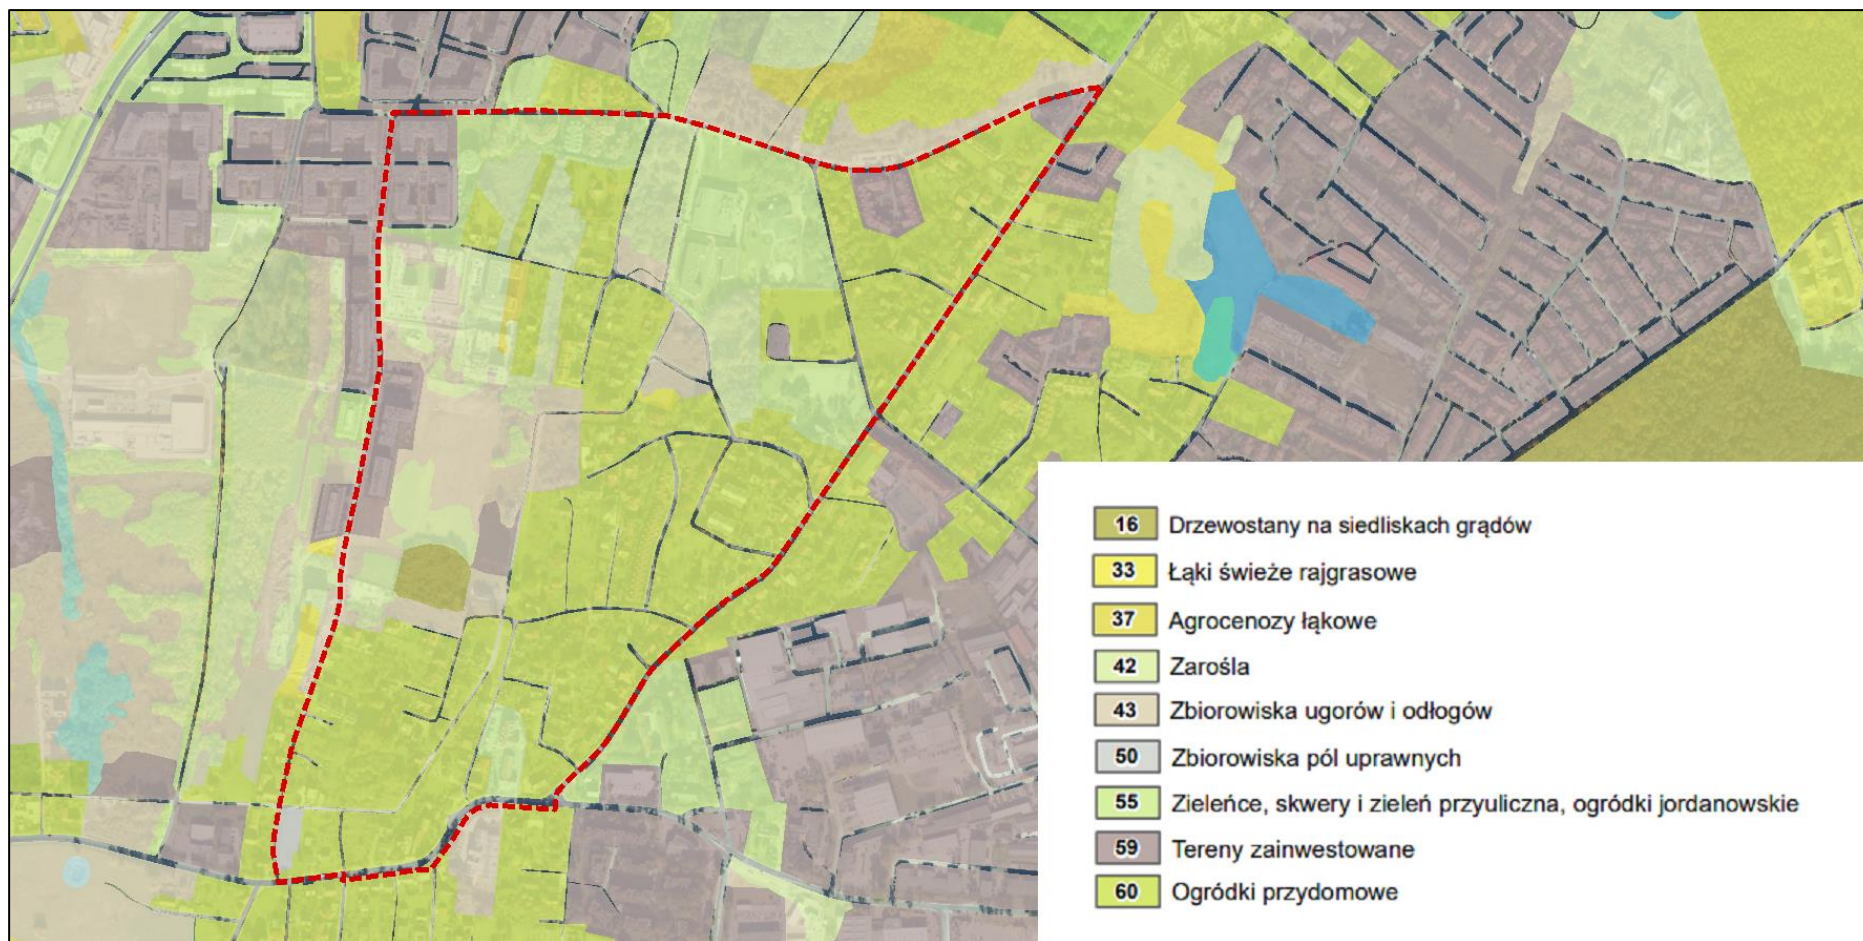 16 Drzewostany na siedliskach grądów
33 Łąki świeże rajgrasowe
37 Agrocenozy łąkowe
42 Zarośla
43 Zbiorowiska ugorów i odłogów
50 Zbiorowiska pól uprawnych
55 Zieleńce, skwery i zieleń przyuliczna, ogródki jordanowskie
59 Tereny zainwestowane
60 Ogródki przydomowe